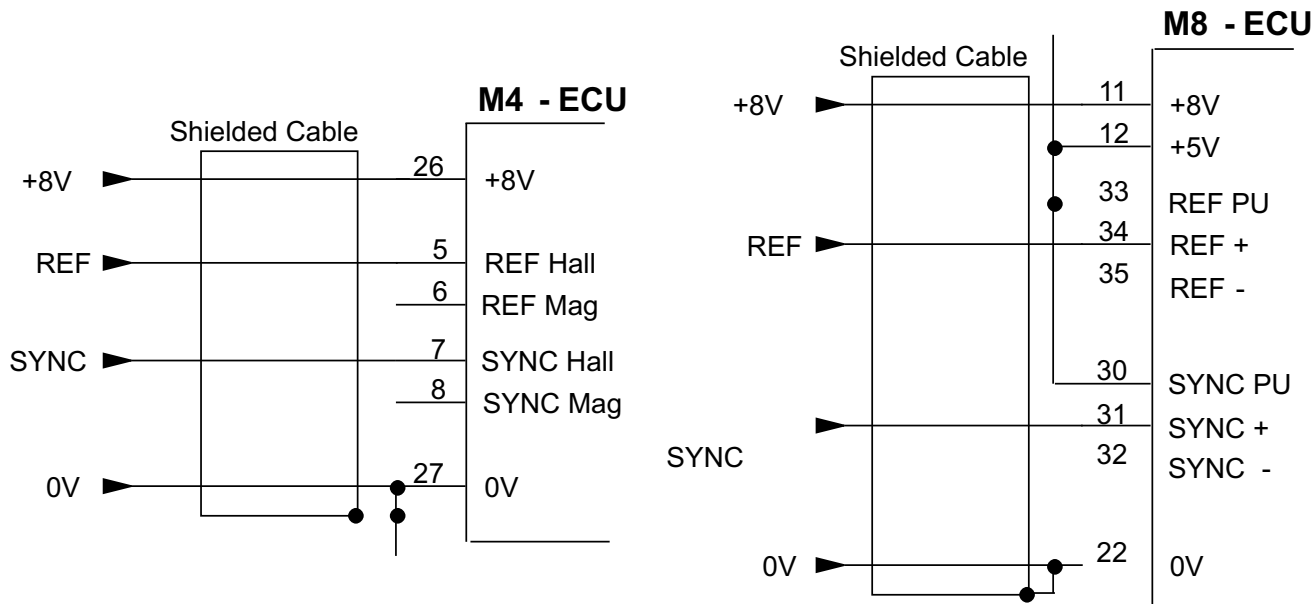 M4 - ECU
Shielded Cable
+8V
26
+8V
REF
5
REF Hall
6
REF Mag
SYNC
7
SYNC Hall
8
SYNC Mag
0V
27
0V
M8 - ECU
Shielded Cable
+8V
11
+8V
12
+5V
33
REF PU
REF
34
REF +
35
REF -
30
SYNC PU
31
SYNC +
SYNC
32
SYNC -
0V
22
0V